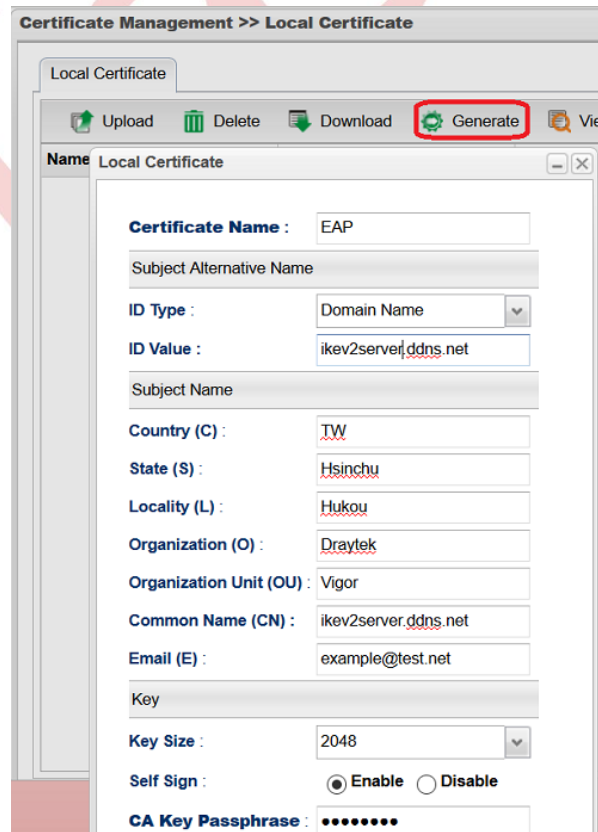 Certificate Management >> Local Certificate
Local Certificate
Upload Delete Download Generate Vie
Name Local Certificate
Certificate Name : EAP
Subject Alternative Name
ID Type : Domain Name
ID Value : ikev2server.ddns.net
Subject Name
Country (C) : TW
State (S) : Hsinchu
Locality (L) : Hukou
Organization (O) : Draytek
Organization Unit (OU) : Vigor
Common Name (CN) : ikev2server.ddns.net
Email (E) : example@test.net
Key
Key Size : 2048
Self Sign : Enable Disable
CA Key Passphrase : ●●●●●●●●